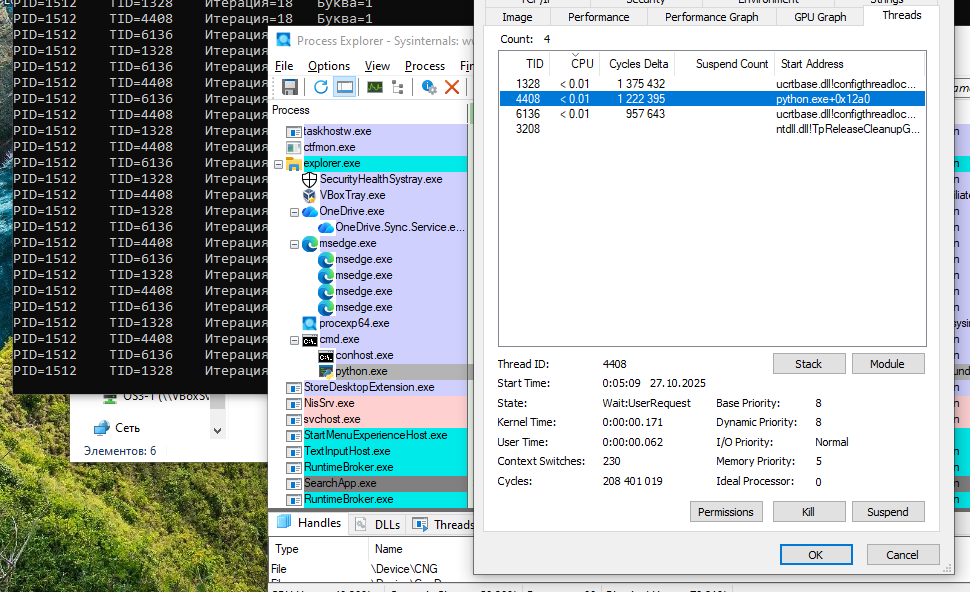 PID=1512 TID=1328 Итерация=18 Буква=1
PID=1512 TID=4408 Итерация=18 Буква=1
PID=1512 TID=6136 Итерация
PID=1512 TID=1328 Итерация
PID=1512 TID=6136 Итерация
PID=1512 TID=4408 Итерация
PID=1512 TID=6136 Итерация
PID=1512 TID=4408 Итерация
PID=1512 TID=1328 Итерация
PID=1512 TID=6136 Итерация
PID=1512 TID=4408 Итерация
PID=1512 TID=1328 Итерация
PID=1512 TID=4408 Итерация
PID=1512 TID=1328 Итерация
PID=1512 TID=6136 Итерация
PID=1512 TID=4408 Итерация
PID=1512 TID=6136 Итерация
PID=1512 TID=1328 Итерация
PID=1512 TID=4408 Итерация
PID=1512 TID=6136 Итерация
PID=1512 TID=1328 Итерация
PID=1512 TID=4408 Итерация
PID=1512 TID=6136 Итерация
PID=1512 TID=1328 Итерация
Сеть
Элементов: 6
Process Explorer - Sysinternals:
File Options View Process
Process
taskhostw.exe
ctfmon.exe
explorer.exe
SecurityHealthSystray.exe
VBoxTray.exe
OneDrive.exe
OneDrive.Sync.Service.e...
msedge.exe
msedge.exe
msedge.exe
msedge.exe
msedge.exe
procexp64.exe
cmd.exe
conhost.exe
python.exe
StoreDesktopExtension.exe
NisSrv.exe
svchost.exe
StartMenuExperienceHost.exe
TextInputHost.exe
RuntimeBroker.exe
SearchApp.exe
RuntimeBroker.exe
Handles DLLs Threads
Type Name
File \Device\CNG
TCP/IP Security Environment Strings
Image Performance Performance Graph GPU Graph Threads
Count: 4
TID CPU Cycles Delta Suspend Count Start Address
1328 < 0.01 1 375 432 ucrtbase.dll!configthreadloc...
4408 < 0.01 1 222 395 python.exe+0x12a0
6136 < 0.01 957 643 ucrtbase.dll!configthreadloc...
3208 ntdll.dll!TpReleaseCleanupG...
Thread ID: 4408 Stack Module
Start Time: 0:05:09 27.10.2025
State: Wait:UserRequest Base Priority: 8
Kernel Time: 0:00:00.171 Dynamic Priority: 8
User Time: 0:00:00.062 I/O Priority: Normal
Context Switches: 230 Memory Priority: 5
Cycles: 208 401 019 Ideal Processor: 0
Permissions Kill Suspend
OK Cancel